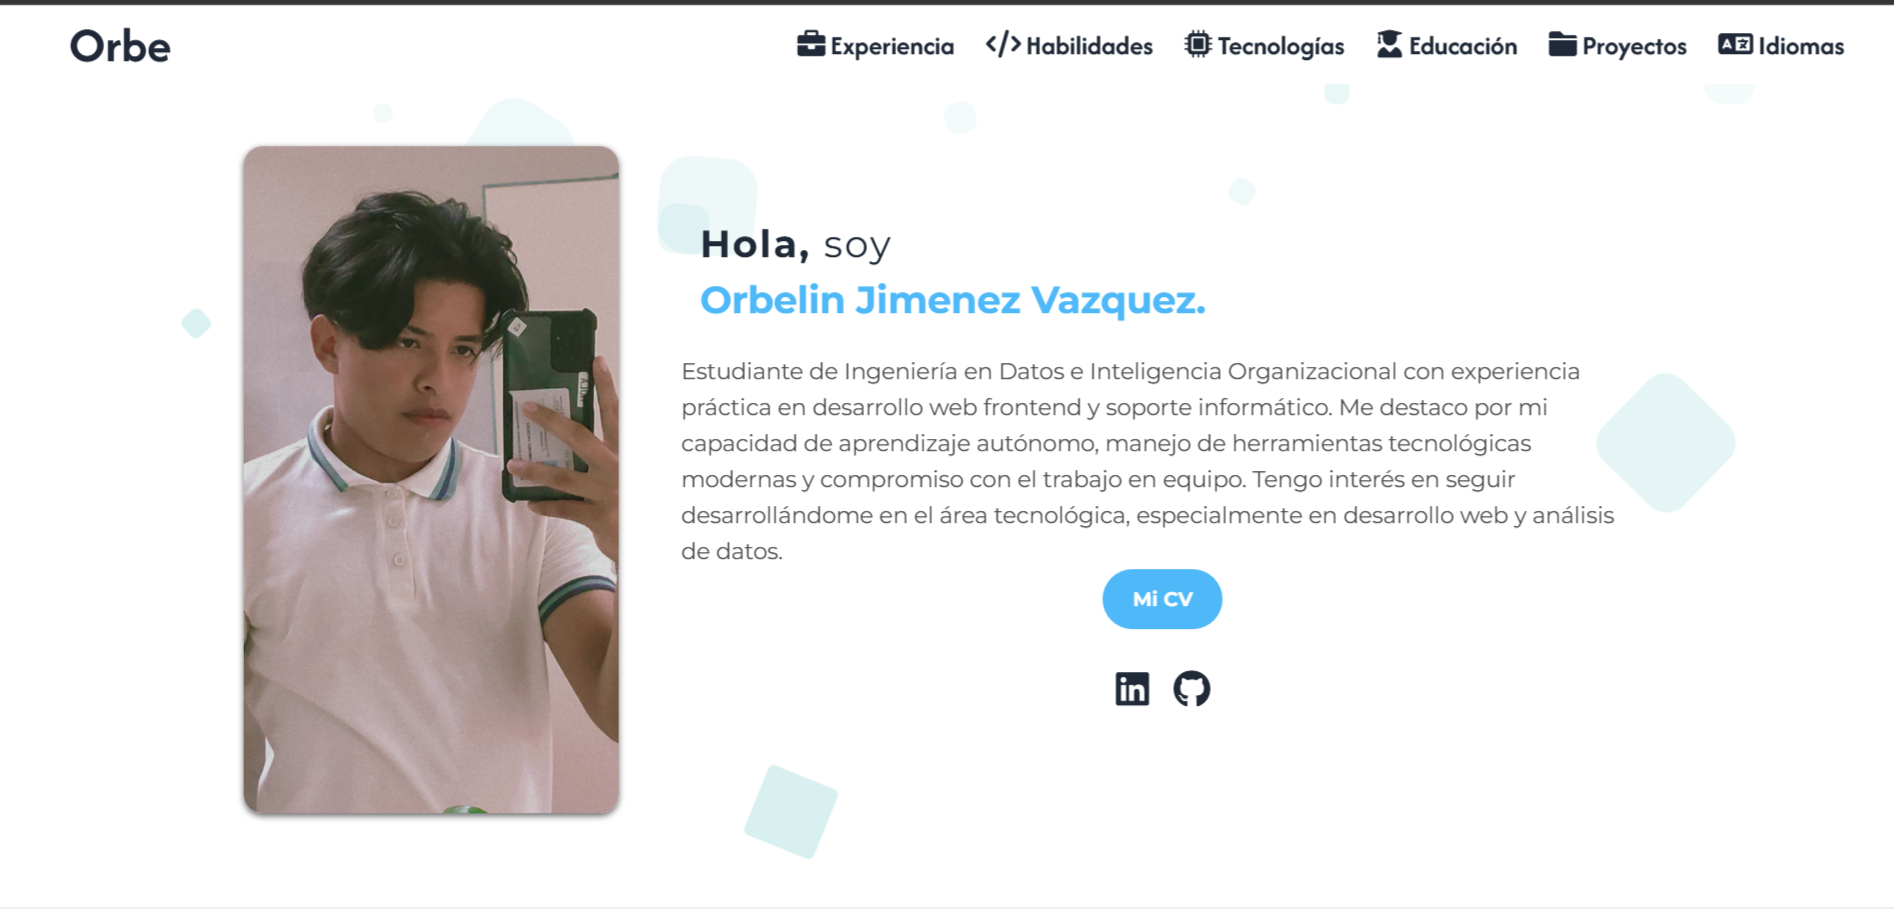 Orbe
Experiencia
Habilidades
Tecnologías
Educación
Proyectos
Idiomas
Hola, soy
Orbelin Jimenez Vazquez.
Estudiante de Ingeniería en Datos e Inteligencia Organizacional con experiencia
práctica en desarrollo web frontend y soporte informático. Me destaco por mi
capacidad de aprendizaje autónomo, manejo de herramientas tecnológicas
modernas y compromiso con el trabajo en equipo. Tengo interés en seguir
desarrollándome en el área tecnológica, especialmente en desarrollo web y análisis
de datos.
Mi CV